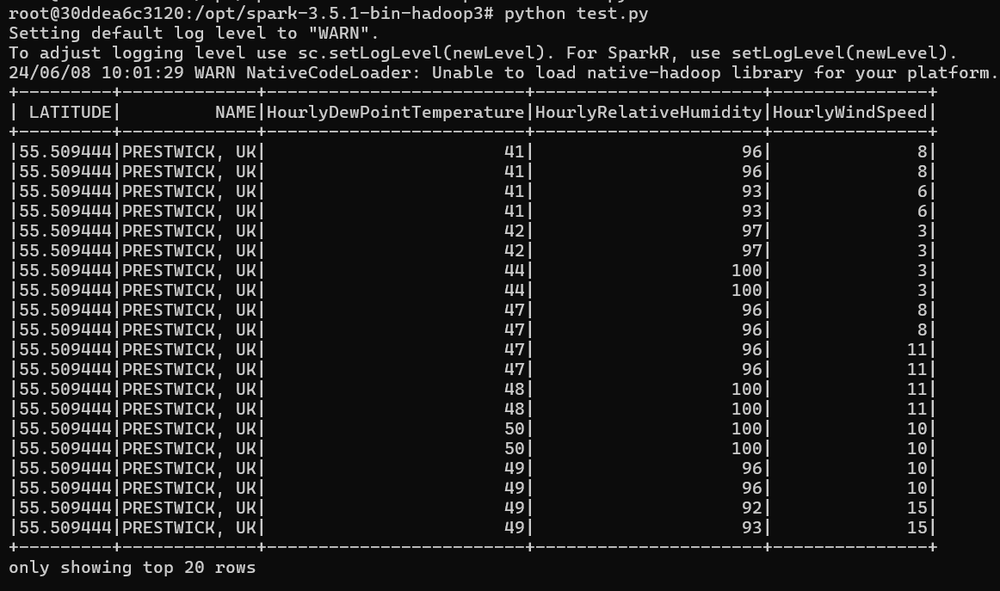 root@30ddea6c3120:/opt/spark-3.5.1-bin-hadoop3# python test.py
Setting default log level to "WARN".
To adjust logging level use sc.setLogLevel(newLevel). For SparkR, use setLogLevel(newLevel).
24/06/08 10:01:29 WARN NativeCodeLoader: Unable to load native-hadoop library for your platform.
+---------+-------------+-------------------------+----------------------+---------------+
| LATITUDE|         NAME|HourlyDewPointTemperature|HourlyRelativeHumidity|HourlyWindSpeed|
+---------+-------------+-------------------------+----------------------+---------------+
|55.509444|PRESTWICK, UK|                       41|                    96|              8|
|55.509444|PRESTWICK, UK|                       41|                    96|              8|
|55.509444|PRESTWICK, UK|                       41|                    93|              6|
|55.509444|PRESTWICK, UK|                       41|                    93|              6|
|55.509444|PRESTWICK, UK|                       42|                    97|              3|
|55.509444|PRESTWICK, UK|                       42|                    97|              3|
|55.509444|PRESTWICK, UK|                       44|                   100|              3|
|55.509444|PRESTWICK, UK|                       44|                   100|              3|
|55.509444|PRESTWICK, UK|                       47|                    96|              8|
|55.509444|PRESTWICK, UK|                       47|                    96|              8|
|55.509444|PRESTWICK, UK|                       47|                    96|             11|
|55.509444|PRESTWICK, UK|                       47|                    96|             11|
|55.509444|PRESTWICK, UK|                       48|                   100|             11|
|55.509444|PRESTWICK, UK|                       48|                   100|             11|
|55.509444|PRESTWICK, UK|                       50|                   100|             10|
|55.509444|PRESTWICK, UK|                       50|                   100|             10|
|55.509444|PRESTWICK, UK|                       49|                    96|             10|
|55.509444|PRESTWICK, UK|                       49|                    96|             10|
|55.509444|PRESTWICK, UK|                       49|                    92|             15|
|55.509444|PRESTWICK, UK|                       49|                    93|             15|
+---------+-------------+-------------------------+----------------------+---------------+
only showing top 20 rows